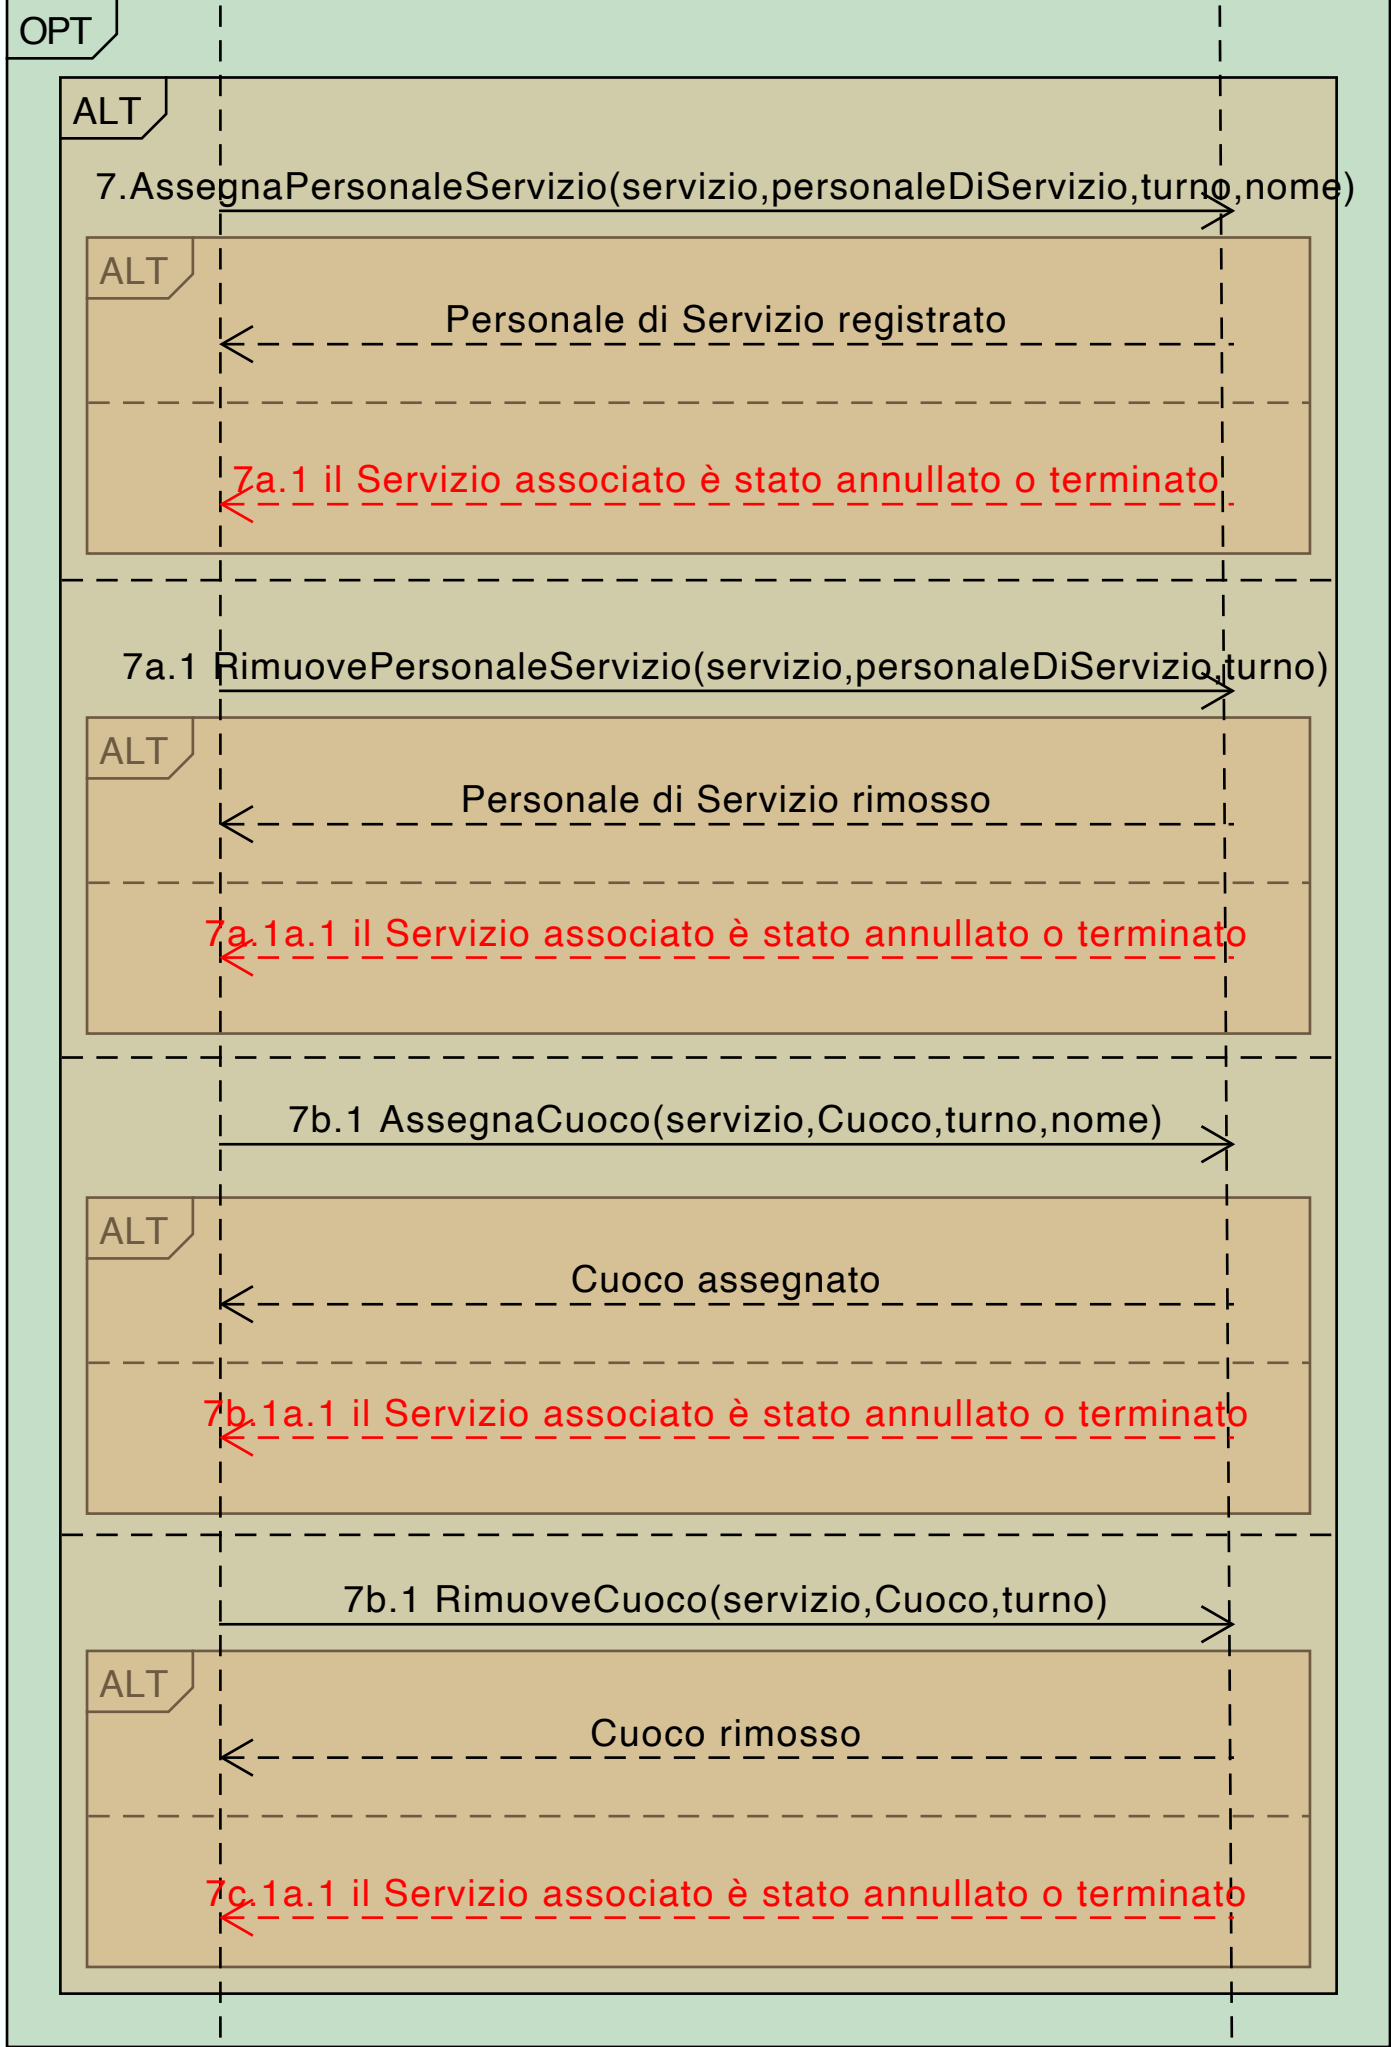 OPT
ALT
7.AssegnaPersonaleServizio(servizio,personaleDiServizio,turno,nome)
ALT
Personale di Servizio registrato
7a.1 il Servizio associato è stato annullato o terminato
7a.1 RimuovePersonaleServizio(servizio,personaleDiServizio,turno)
ALT
Personale di Servizio rimosso
7a.1a.1 il Servizio associato è stato annullato o terminato
7b.1 AssegnaCuoco(servizio,Cuoco,turno,nome)
ALT
Cuoco assegnato
7b.1a.1 il Servizio associato è stato annullato o terminato
7b.1 RimuoveCuoco(servizio,Cuoco,turno)
ALT
Cuoco rimosso
7c.1a.1 il Servizio associato è stato annullato o terminato